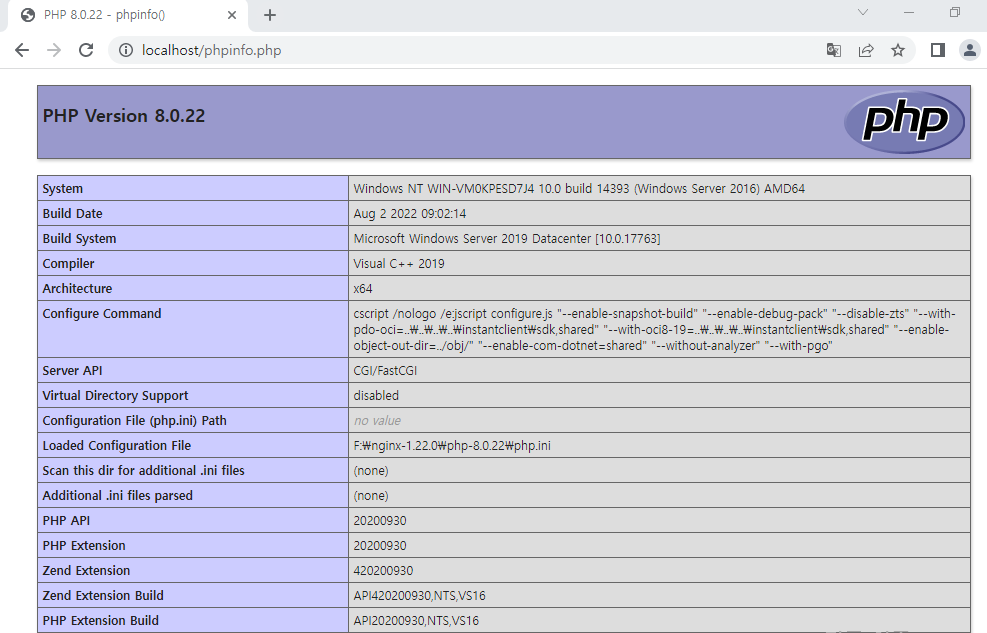 PHP 8.0.22 - phpinfo()
localhost/phpinfo.php
PHP Version 8.0.22
php
System Windows NT WIN-VM0KPESD7J4 10.0 build 14393 (Windows Server 2016) AMD64
Build Date Aug 2 2022 09:02:14
Build System Microsoft Windows Server 2019 Datacenter [10.0.17763]
Compiler Visual C++ 2019
Architecture x64
Configure Command cscript /nologo /e:jscript configure.js "--enable-snapshot-build" "--enable-debug-pack" "--disable-zts" "--with-
pdo-oci=..₩..₩..₩..₩instantclient₩sdk,shared" "--with-oci8-19=..₩..₩..₩..₩instantclient₩sdk,shared" "--enable-
object-out-dir=../obj/" "--enable-com-dotnet=shared" "--without-analyzer" "--with-pgo"
Server API CGI/FastCGI
Virtual Directory Support disabled
Configuration File (php.ini) Path no value
Loaded Configuration File F:₩nginx-1.22.0₩php-8.0.22₩php.ini
Scan this dir for additional .ini files (none)
Additional .ini files parsed (none)
PHP API 20200930
PHP Extension 20200930
Zend Extension 420200930
Zend Extension Build API420200930,NTS,VS16
PHP Extension Build API20200930,NTS,VS16